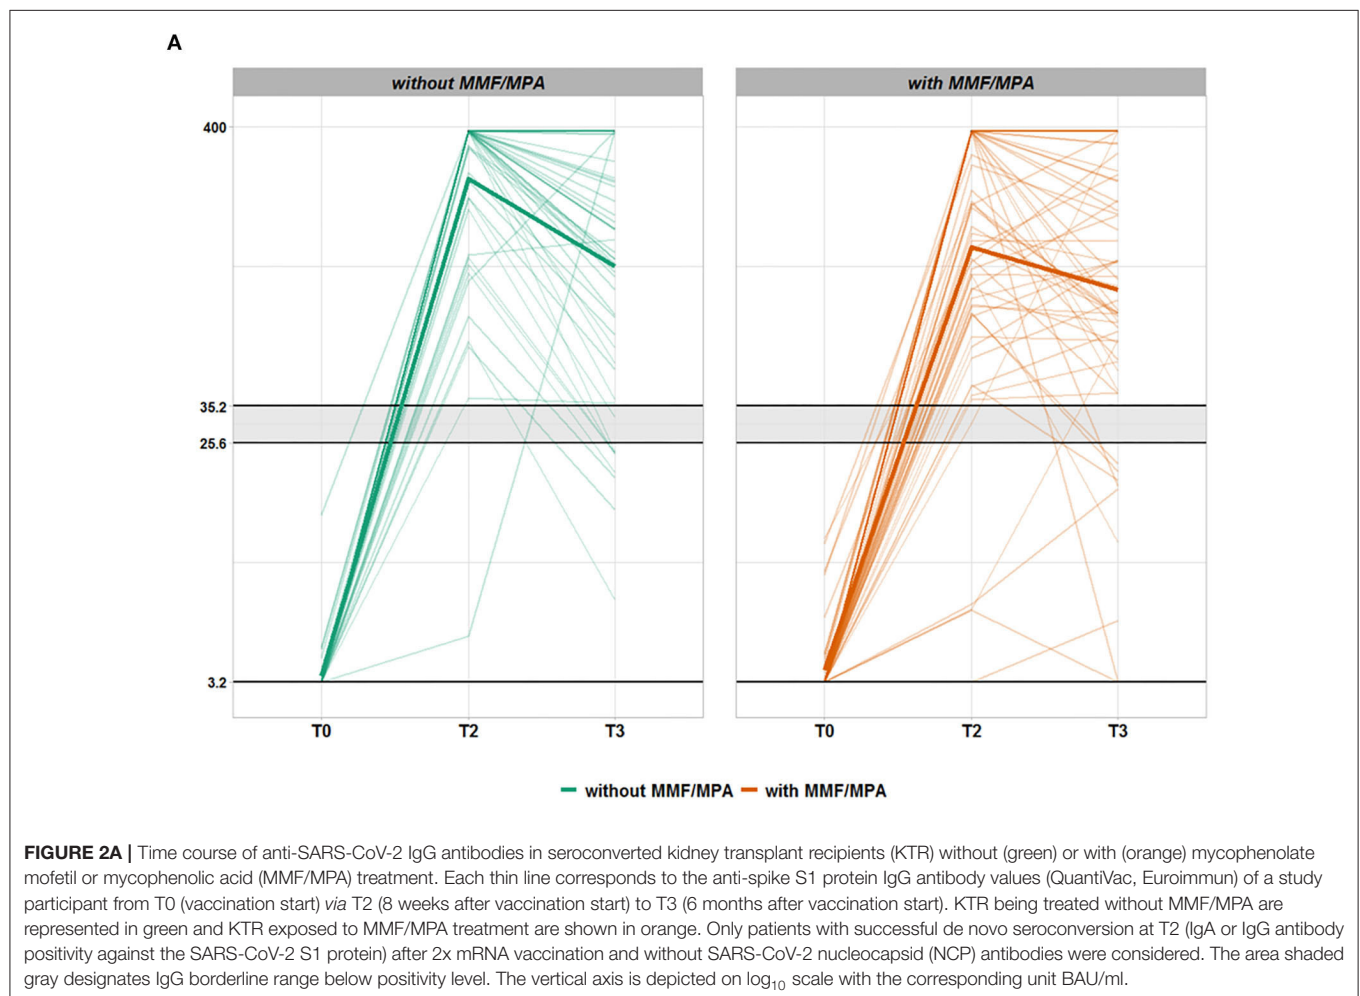 A
without MMF/MPA
with MMF/MPA
400
35.2
25.6
3.2
T0
T2
T3
T0
T2
T3
without MMF/MPA
with MMF/MPA
FIGURE 2A | Time course of anti-SARS-CoV-2 IgG antibodies in seroconverted kidney transplant recipients (KTR) without (green) or with (orange) mycophenolate
mofetil or mycophenolic acid (MMF/MPA) treatment. Each thin line corresponds to the anti-spike S1 protein IgG antibody values (QuantiVac, Euroimmun) of a study
participant from T0 (vaccination start) via T2 (8 weeks after vaccination start) to T3 (6 months after vaccination start). KTR being treated without MMF/MPA are
represented in green and KTR exposed to MMF/MPA treatment are shown in orange. Only patients with successful de novo seroconversion at T2 (IgA or IgG antibody
positivity against the SARS-CoV-2 S1 protein) after 2x mRNA vaccination and without SARS-CoV-2 nucleocapsid (NCP) antibodies were considered. The area shaded
gray designates IgG borderline range below positivity level. The vertical axis is depicted on log10 scale with the corresponding unit BAU/ml.